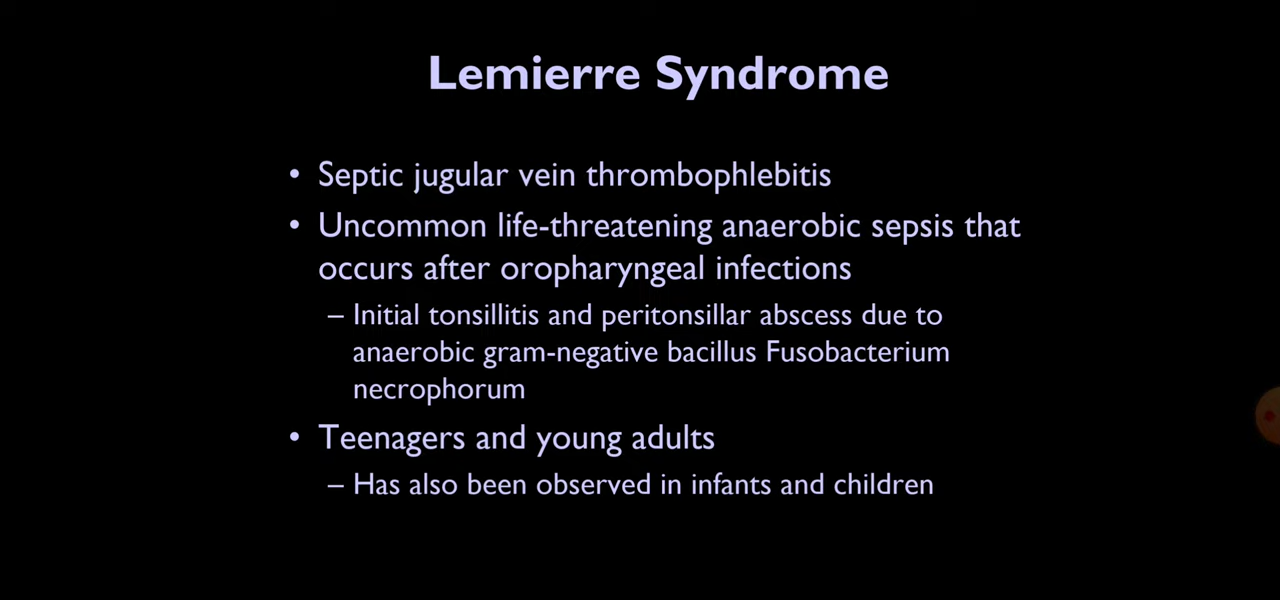 Lemierre Syndrome
• Septic jugular vein thrombophlebitis
• Uncommon life-threatening anaerobic sepsis that
occurs after oropharyngeal infections
– Initial tonsillitis and peritonsillar abscess due to
anaerobic gram-negative bacillus Fusobacterium
necrophorum
• Teenagers and young adults
– Has also been observed in infants and children